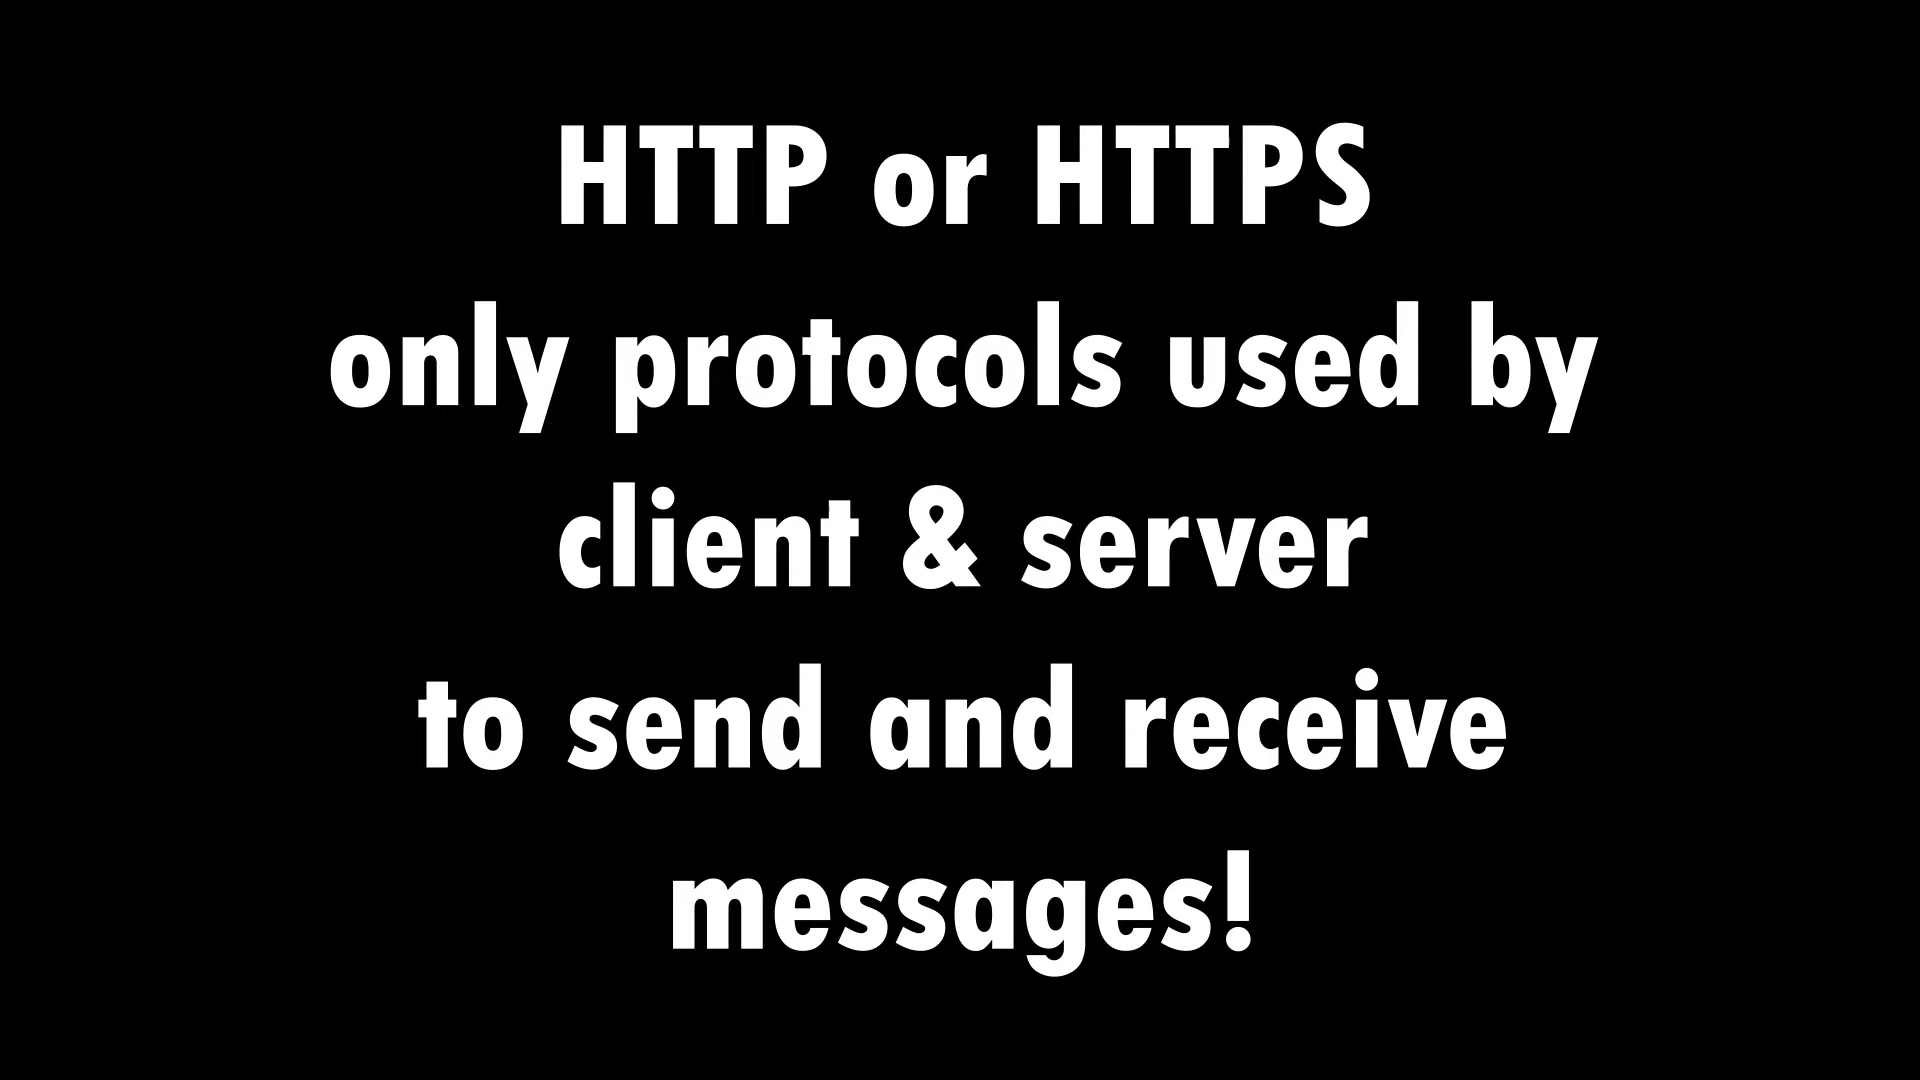 HTTP or HTTPS
only protocols used by
client & server
to send and receive
messages!